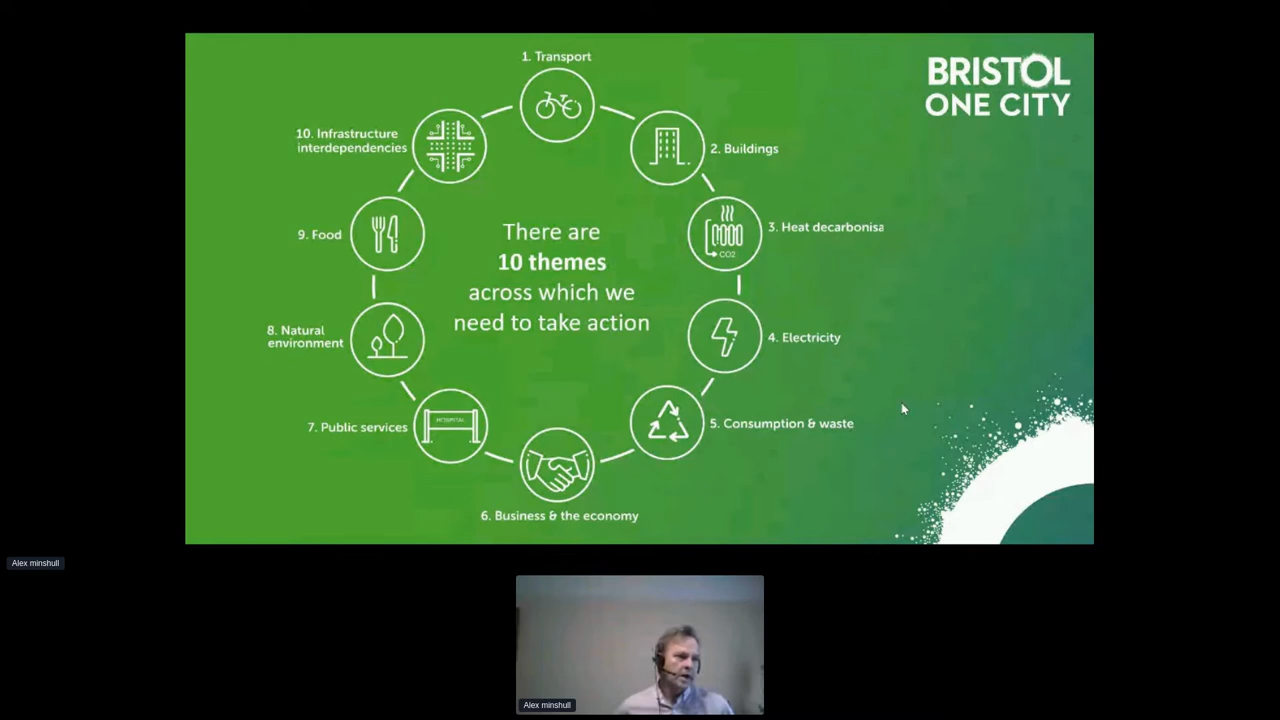 BRISTOL
ONE CITY
1. Transport
2. Buildings
3. Heat decarbonisa
CO2
4. Electricity
5. Consumption & waste
6. Business & the economy
7. Public services
HOSPITAL
8. Natural
environment
9. Food
10. Infrastructure
interdependencies
There are
10 themes
across which we
need to take action
Alex minshull
Alex minshull